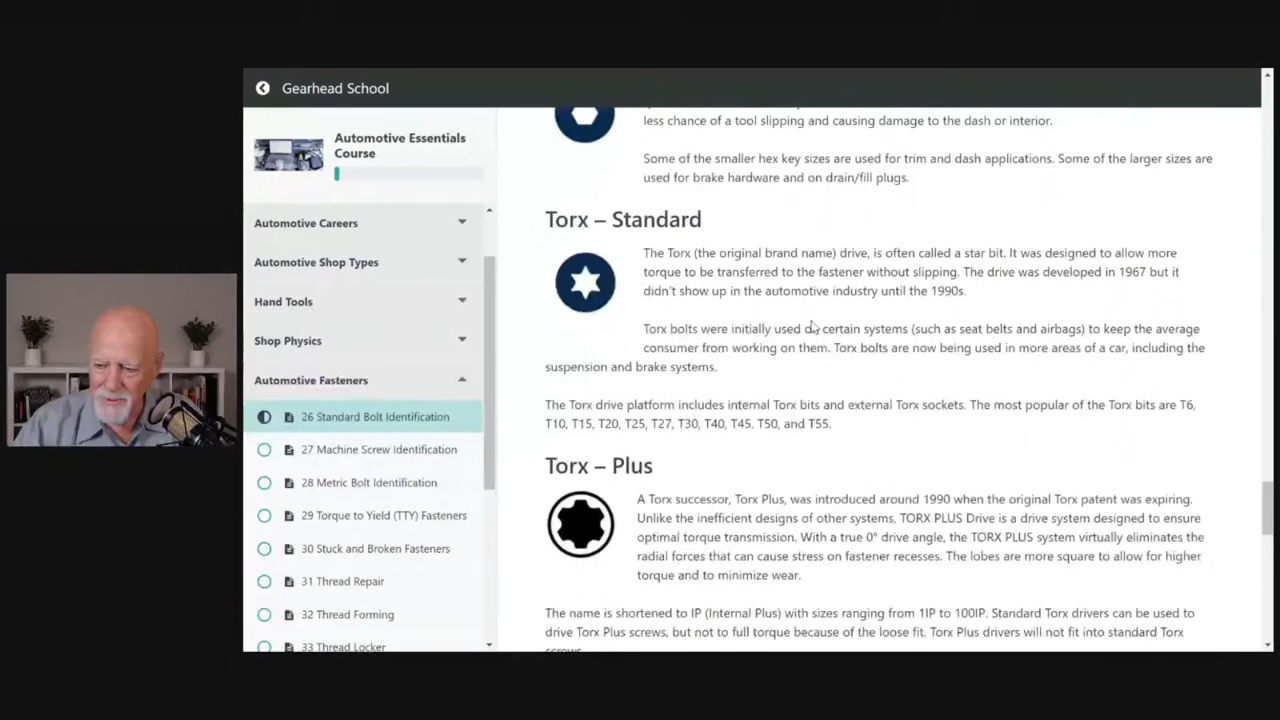 Gearhead School
Automotive Essentials
Course
Automotive Careers
Automotive Shop Types
Hand Tools
Shop Physics
Automotive Fasteners
26 Standard Bolt Identification
27 Machine Screw Identification
28 Metric Bolt Identification
29 Torque to Yield (TTY) Fasteners
30 Stuck and Broken Fasteners
31 Thread Repair
32 Thread Forming
33 Thread Locker
less chance of a tool slipping and causing damage to the dash or interior.
Some of the smaller hex key sizes are used for trim and dash applications. Some of the larger sizes are
used for brake hardware and on drain/fill plugs.
Torx – Standard
The Torx (the original brand name) drive, is often called a star bit. It was designed to allow more
torque to be transferred to the fastener without slipping. The drive was developed in 1967 but it
didn't show up in the automotive industry until the 1990s.
Torx bolts were initially used on certain systems (such as seat belts and airbags) to keep the average
consumer from working on them. Torx bolts are now being used in more areas of a car, including the
suspension and brake systems.
The Torx drive platform includes internal Torx bits and external Torx sockets. The most popular of the Torx bits are T6,
T10, T15, T20, T25, T27, T30, T40, T45. T50, and T55.
Torx – Plus
A Torx successor, Torx Plus, was introduced around 1990 when the original Torx patent was expiring.
Unlike the inefficient designs of other systems, TORX PLUS Drive is a drive system designed to ensure
optimal torque transmission. With a true 0° drive angle, the TORX PLUS system virtually eliminates the
radial forces that can cause stress on fastener recesses. The lobes are more square to allow for higher
torque and to minimize wear.
The name is shortened to IP (Internal Plus) with sizes ranging from 1IP to 100IP. Standard Torx drivers can be used to
drive Torx Plus screws, but not to full torque because of the loose fit. Torx Plus drivers will not fit into standard Torx
screws.